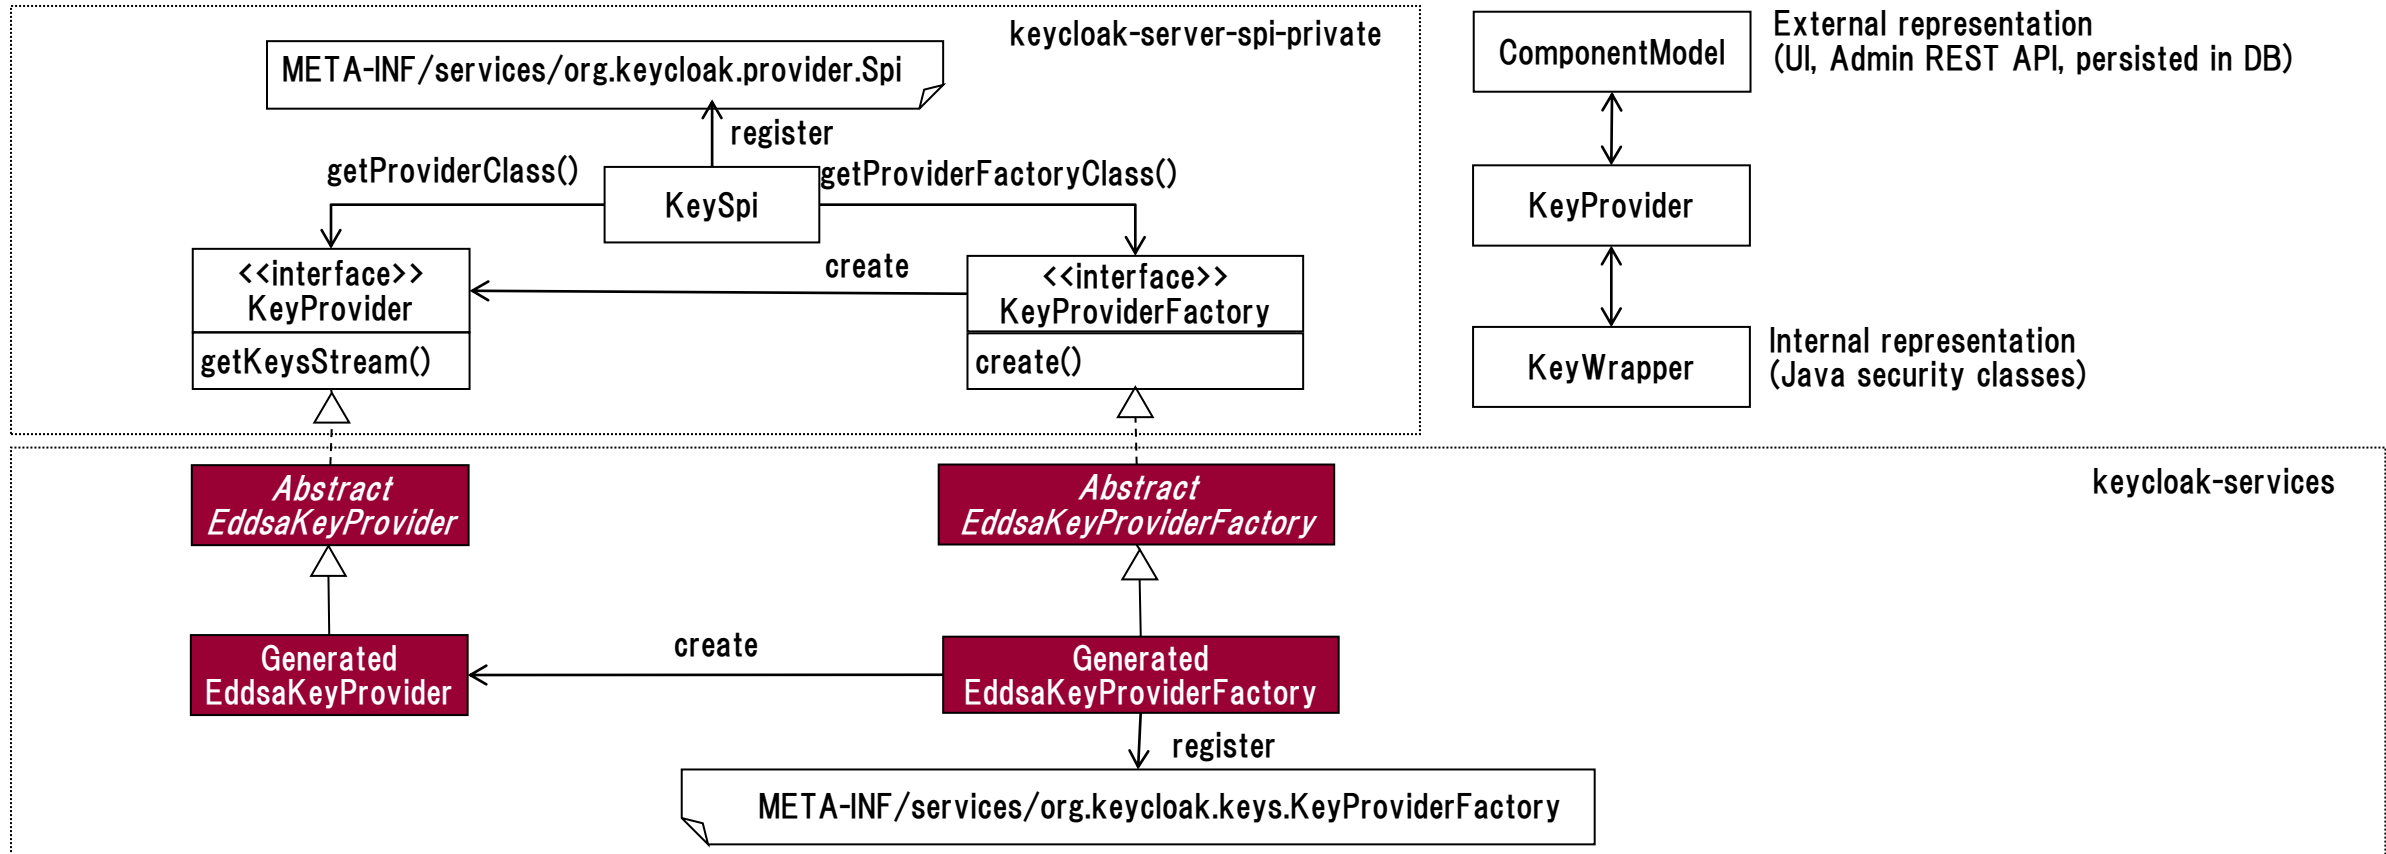 keycloak-server-spi-private
META-INF/services/org.keycloak.provider.Spi
register
getProviderClass()
getProviderFactoryClass()
KeySpi
<<interface>>
KeyProvider
getKeysStream()
create
<<interface>>
KeyProviderFactory
create()
ComponentModel
External representation
(UI, Admin REST API, persisted in DB)
KeyProvider
KeyWrapper
Internal representation
(Java security classes)
keycloak-services
Abstract
EddsaKeyProvider
Abstract
EddsaKeyProviderFactory
Generated
EddsaKeyProvider
create
Generated
EddsaKeyProviderFactory
register
META-INF/services/org.keycloak.keys.KeyProviderFactory